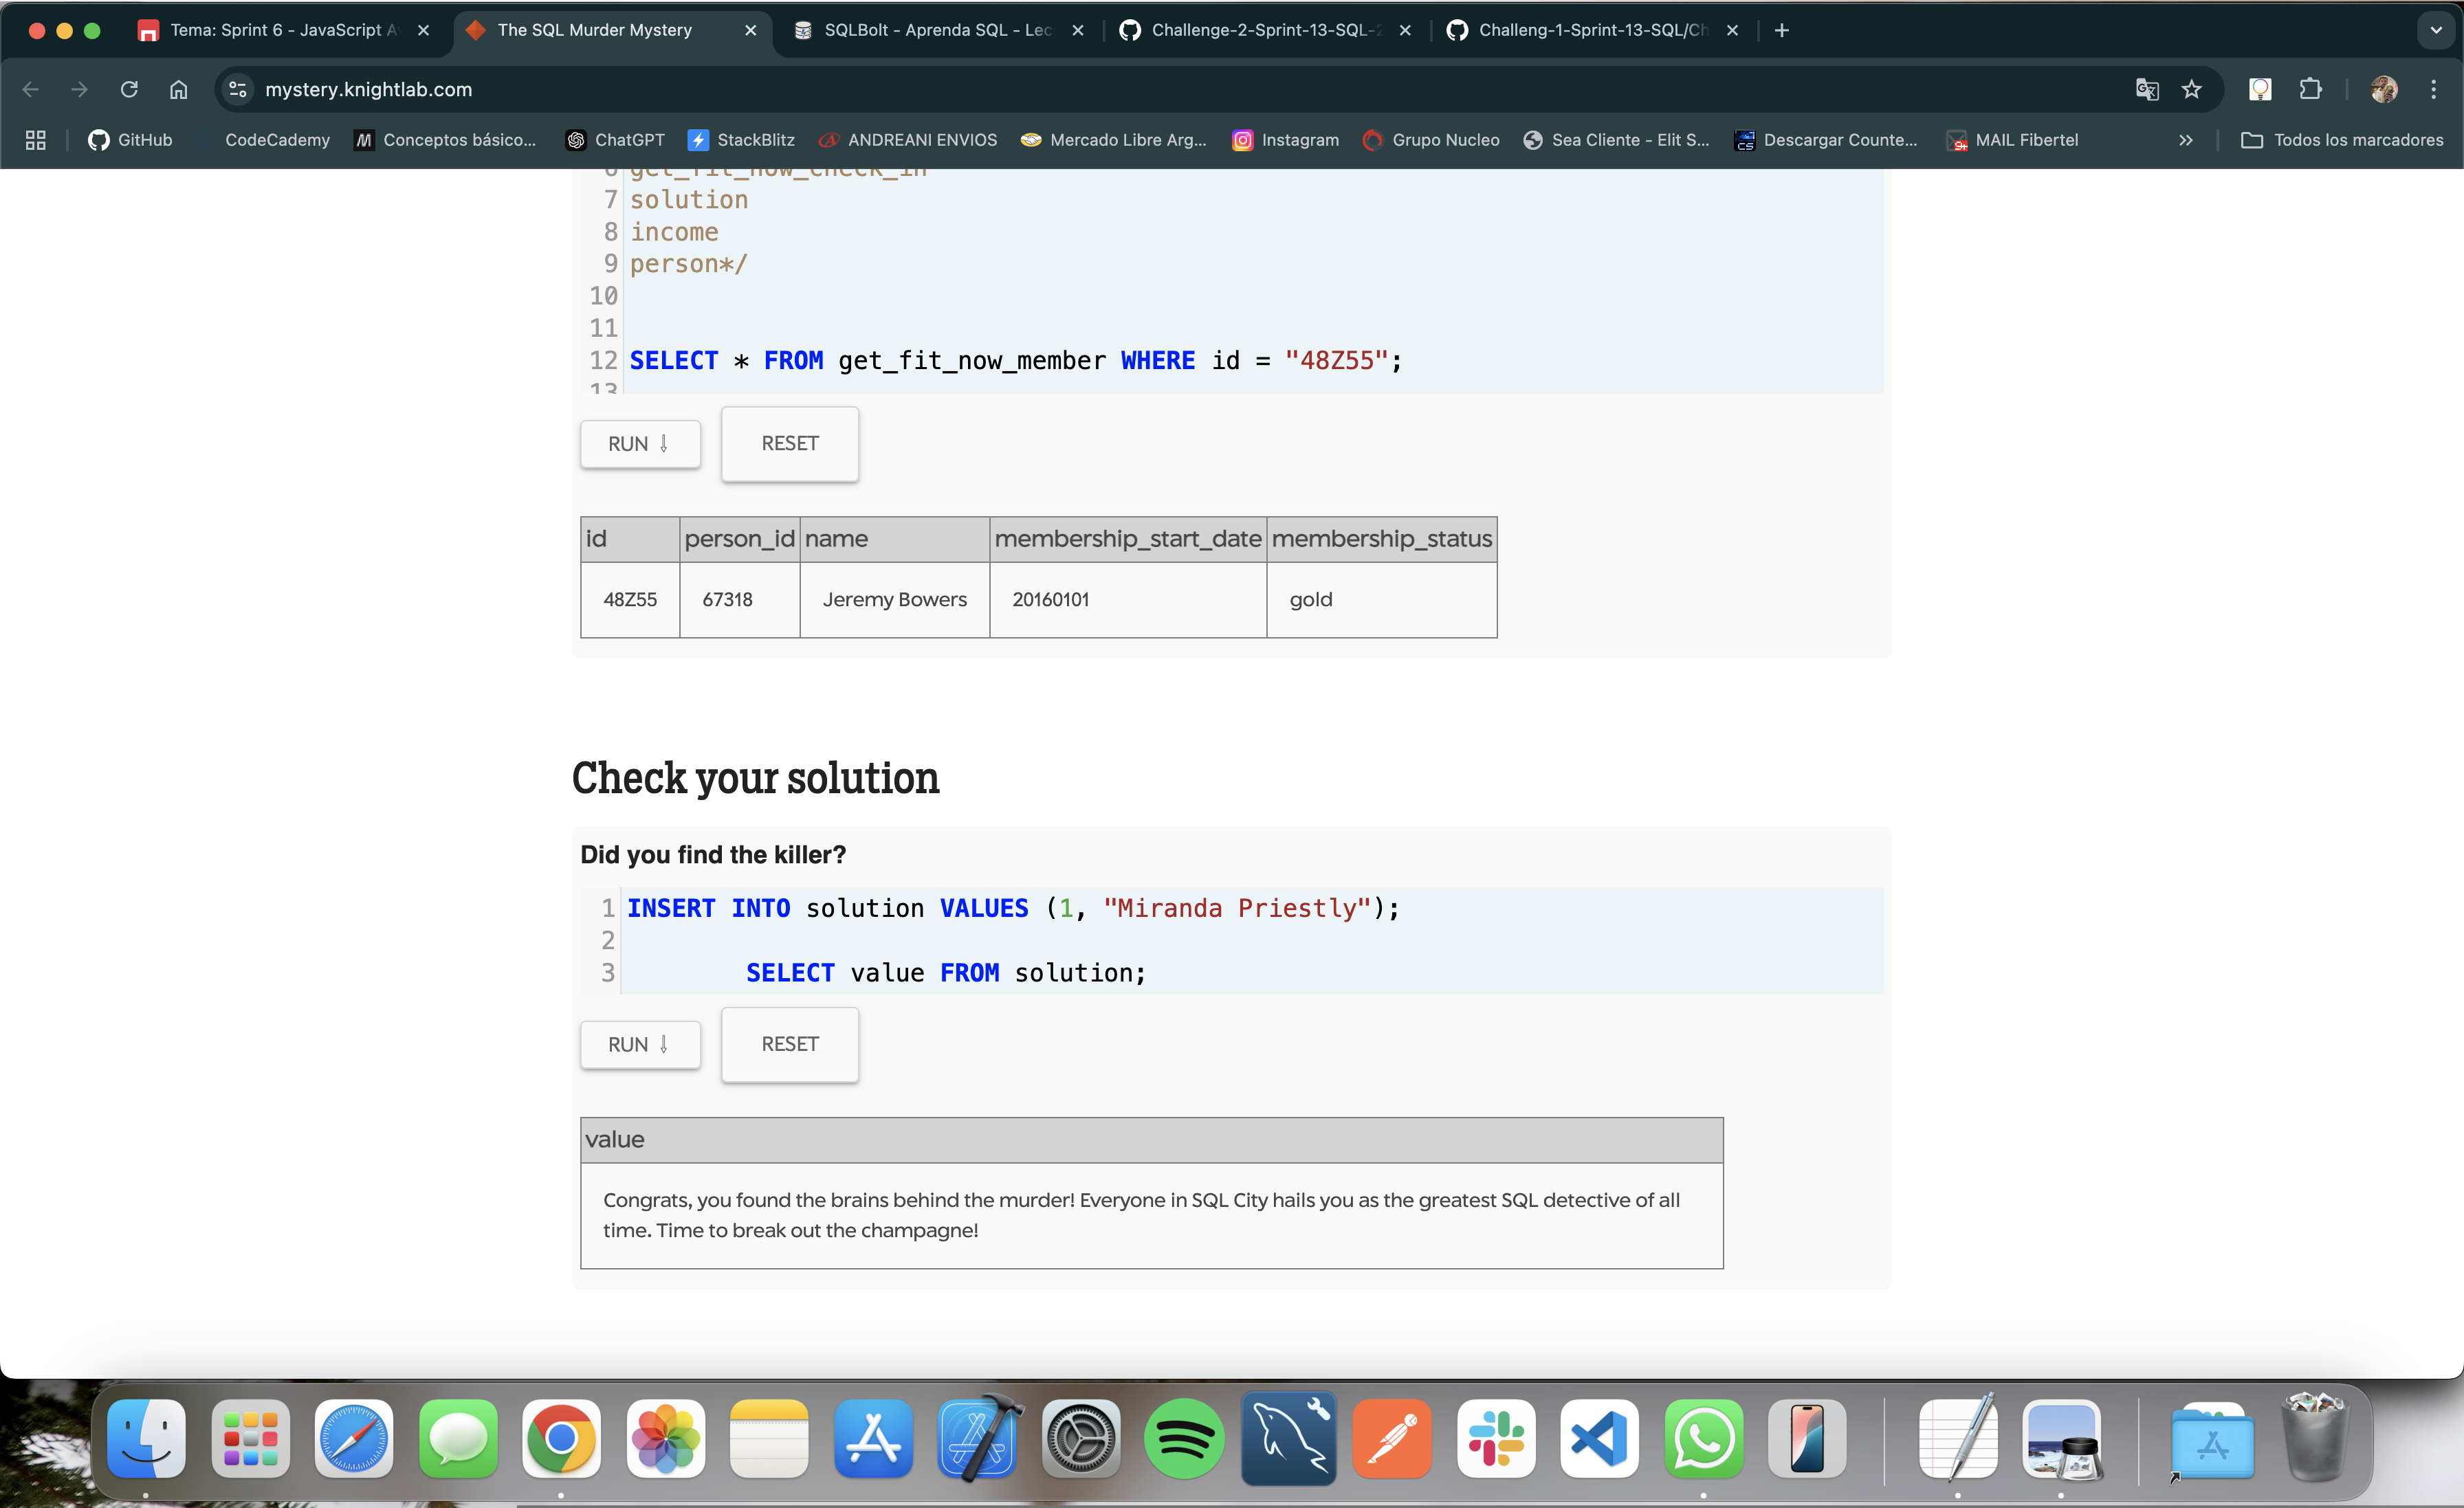 Tema: Sprint 6 - JavaScript A
The SQL Murder Mystery
SQLBolt - Aprenda SQL - Lec
Challenge-2-Sprint-13-SQL-2
Challeng-1-Sprint-13-SQL/Ch
mystery.knightlab.com
GitHub
CodeCademy
Conceptos básico...
ChatGPT
StackBlitz
ANDREANI ENVIOS
Mercado Libre Arg...
Instagram
Grupo Nucleo
Sea Cliente - Elit S...
Descargar Counte...
MAIL Fibertel
Todos los marcadores
6 get_fit_now_check_in
7 solution
8 income
9 person*/
10
11
12 SELECT * FROM get_fit_now_member WHERE id = "48Z55";
13
RUN ⇩ RESET
id person_id name membership_start_date membership_status
48Z55 67318 Jeremy Bowers 20160101 gold
Check your solution
Did you find the killer?
1 INSERT INTO solution VALUES (1, "Miranda Priestly");
2
3 SELECT value FROM solution;
RUN ⇩ RESET
value
Congrats, you found the brains behind the murder! Everyone in SQL City hails you as the greatest SQL detective of all
time. Time to break out the champagne!